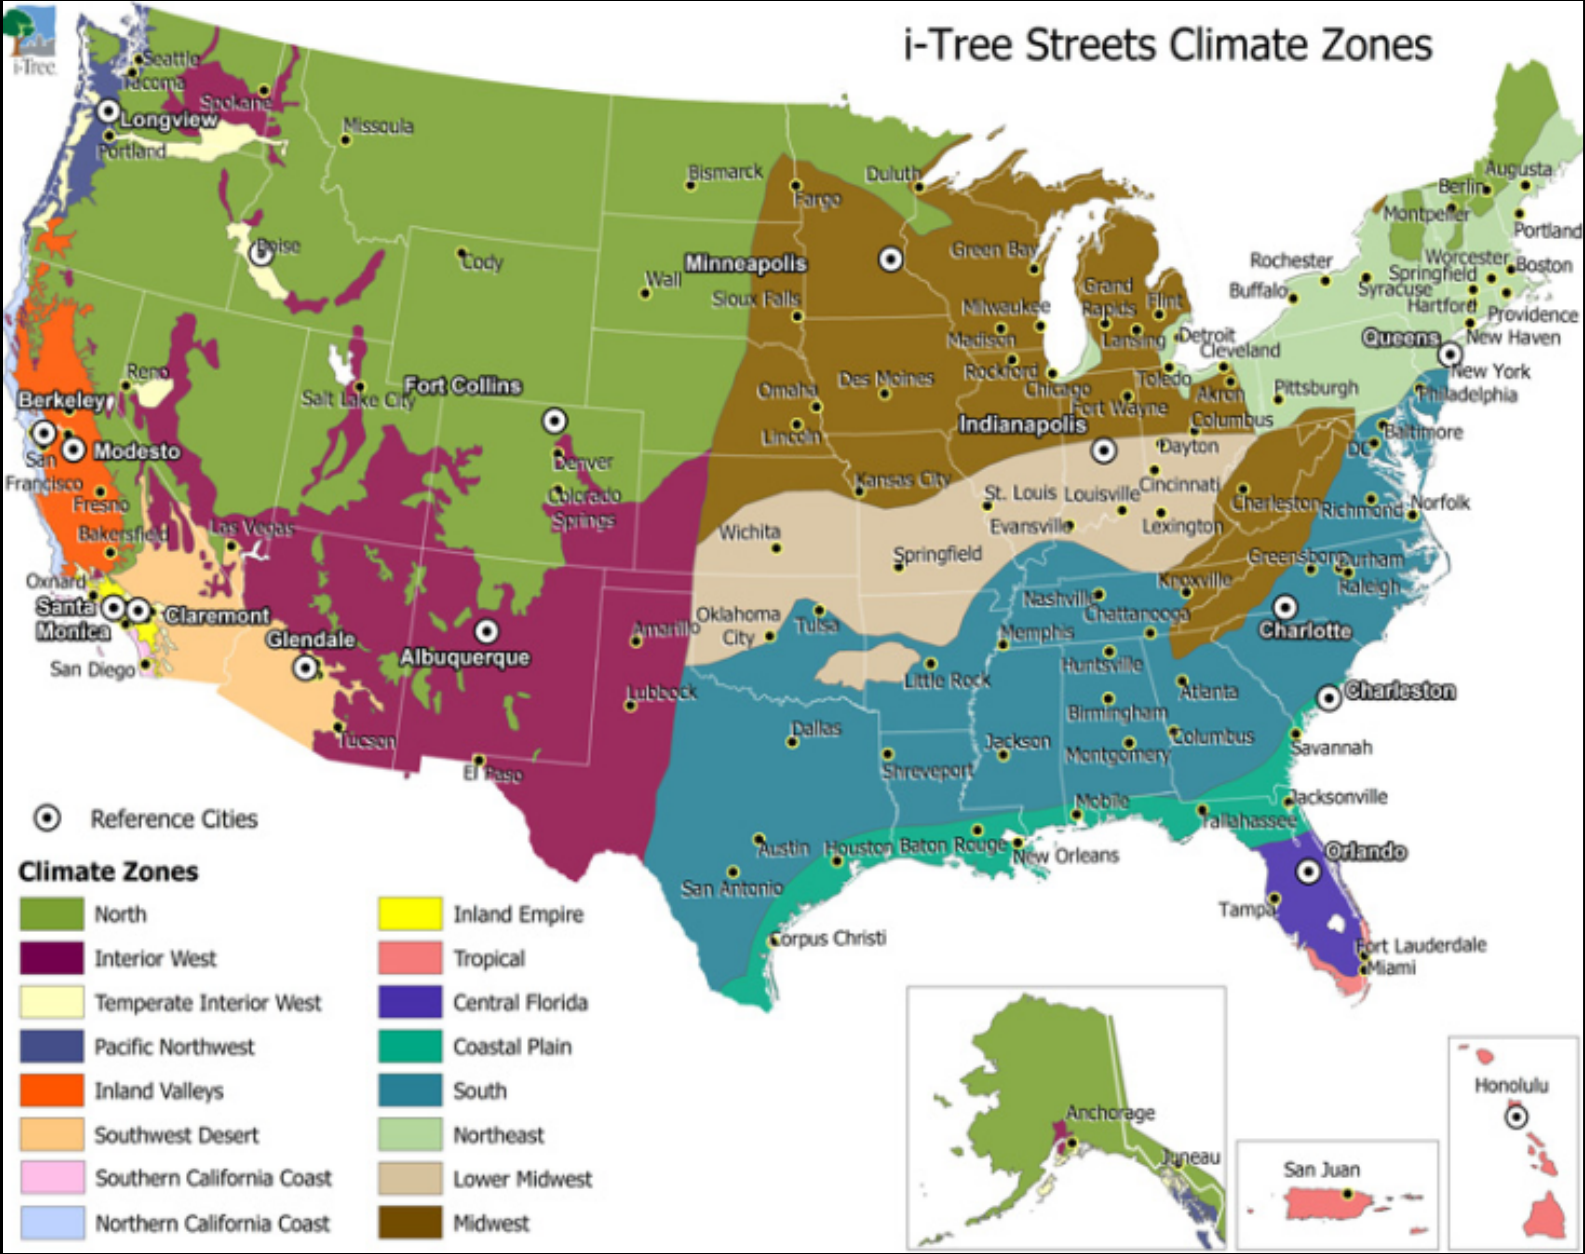 i-Tree Streets Climate Zones
i-Tree
Seattle
Tacoma
Spokane
Longview
Portland
Missoula
Bismarck
Fargo
Duluth
Augusta
Berlin
Montpelier
Portland
Boise
Cody
Wall
Minneapolis
Sioux Falls
Green Bay
Grand
Rapids
Flint
Milwaukee
Madison
Lansing
Detroit
Rochester
Buffalo
Syracuse
Worcester
Boston
Springfield
Hartford
Providence
New Haven
Queens
New York
Philadelphia
Cleveland
Rockford
Chicago
Toledo
Akron
Pittsburgh
Fort Wayne
Columbus
Indianapolis
Dayton
Baltimore
DC
Reno
Salt Lake City
Fort Collins
Omaha
Des Moines
Lincoln
Berkeley
Modesto
San
Francisco
Fresno
Bakersfield
Las Vegas
Denver
Colorado
Springs
Kansas City
St. Louis
Louisville
Cincinnati
Charleston
Richmond
Norfolk
Evansville
Lexington
Wichita
Springfield
Greensboro
Durham
Raleigh
Oxnard
Santa
Monica
Claremont
Glendale
San Diego
Albuquerque
Amarillo
Oklahoma
City
Tulsa
Nashville
Knoxville
Chattanooga
Memphis
Charlotte
Huntsville
Little Rock
Lubbock
Atlanta
Charleston
Birmingham
Tucson
El Paso
Dallas
Shreveport
Jackson
Montgomery
Columbus
Savannah
Mobile
Jacksonville
Tallahassee
Austin
Houston
Baton Rouge
New Orleans
Orlando
San Antonio
Corpus Christi
Tampa
Fort Lauderdale
Miami
Reference Cities
Climate Zones
North
Interior West
Temperate Interior West
Pacific Northwest
Inland Valleys
Southwest Desert
Southern California Coast
Northern California Coast
Inland Empire
Tropical
Central Florida
Coastal Plain
South
Northeast
Lower Midwest
Midwest
Anchorage
Juneau
San Juan
Honolulu